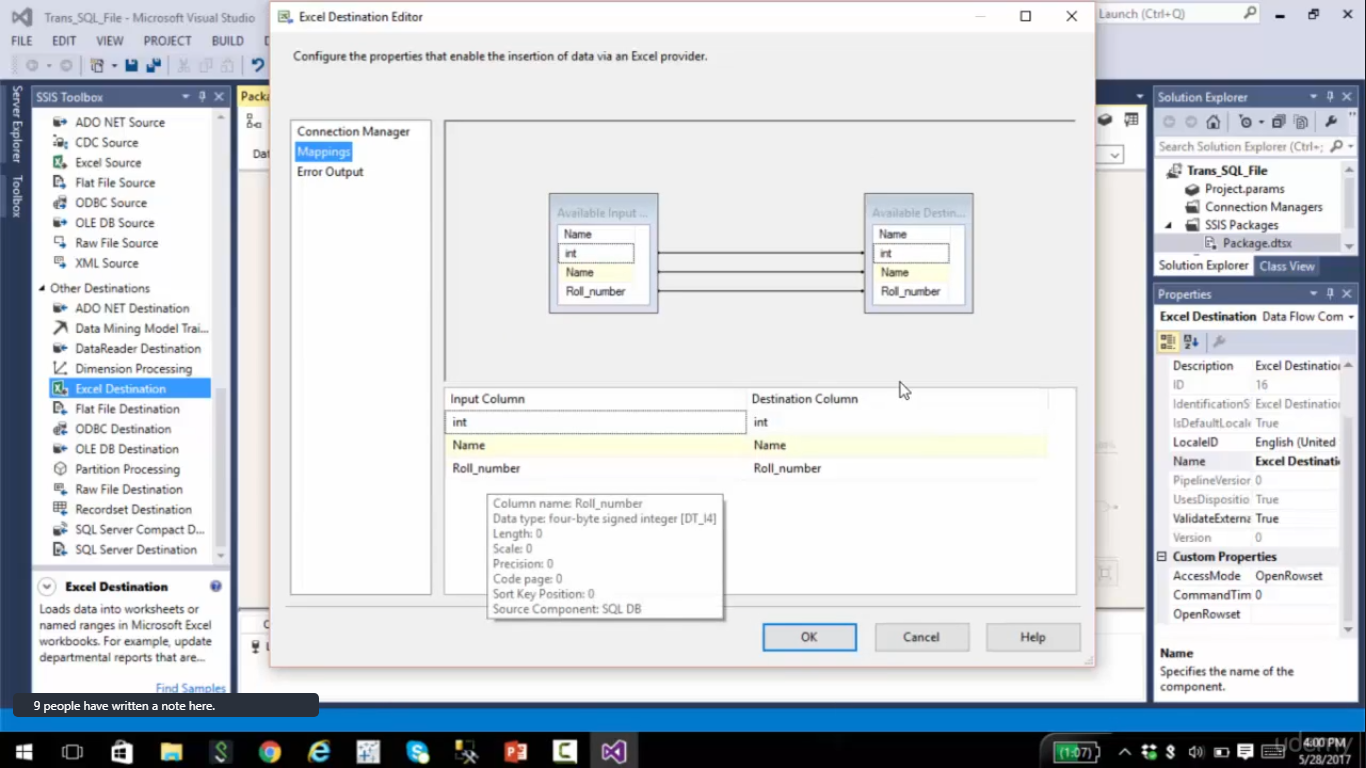 Trans_SQL_File - Microsoft Visual Studio
Excel Destination Editor
Launch (Ctrl+Q)
FILE EDIT VIEW PROJECT BUILD
Configure the properties that enable the insertion of data via an Excel provider.
Server Explorer
Toolbox
SSIS Toolbox
ADO NET Source
CDC Source
Excel Source
Flat File Source
ODBC Source
OLE DB Source
Raw File Source
XML Source
Other Destinations
ADO NET Destination
Data Mining Model Trai...
DataReader Destination
Dimension Processing
Excel Destination
Flat File Destination
ODBC Destination
OLE DB Destination
Partition Processing
Raw File Destination
Recordset Destination
SQL Server Compact D...
SQL Server Destination
Excel Destination
Loads data into worksheets or
named ranges in Microsoft Excel
workbooks. For example, update
departmental reports that are...
Find Samples
9 people have written a note here.
Connection Manager
Mappings
Error Output
Available Input ...
Name
int
Name
Roll_number
Available Destin...
Name
int
Name
Roll_number
Input Column Destination Column
int int
Name Name
Roll_number Roll_number
Column name: Roll_number
Data type: four-byte signed integer [DT_I4]
Length: 0
Scale: 0
Precision: 0
Code page: 0
Sort Key Position: 0
Source Component: SQL DB
OK Cancel Help
Solution Explorer
Search Solution Explorer (Ctrl+;
Trans_SQL_File
Project.params
Connection Managers
SSIS Packages
Package.dtsx
Solution Explorer Class View
Properties
Excel Destination Data Flow Com
Description Excel Destination
ID 16
IdentificationS Excel Destination
IsDefaultLocale True
LocaleID English (United
Name Excel Destinati
PipelineVersion 0
UsesDispositio True
ValidateExterna True
Version 0
Custom Properties
AccessMode OpenRowset
CommandTim 0
OpenRowset
Name
Specifies the name of the
component.
(1:07)
4:00 PM
5/28/2017
udemy